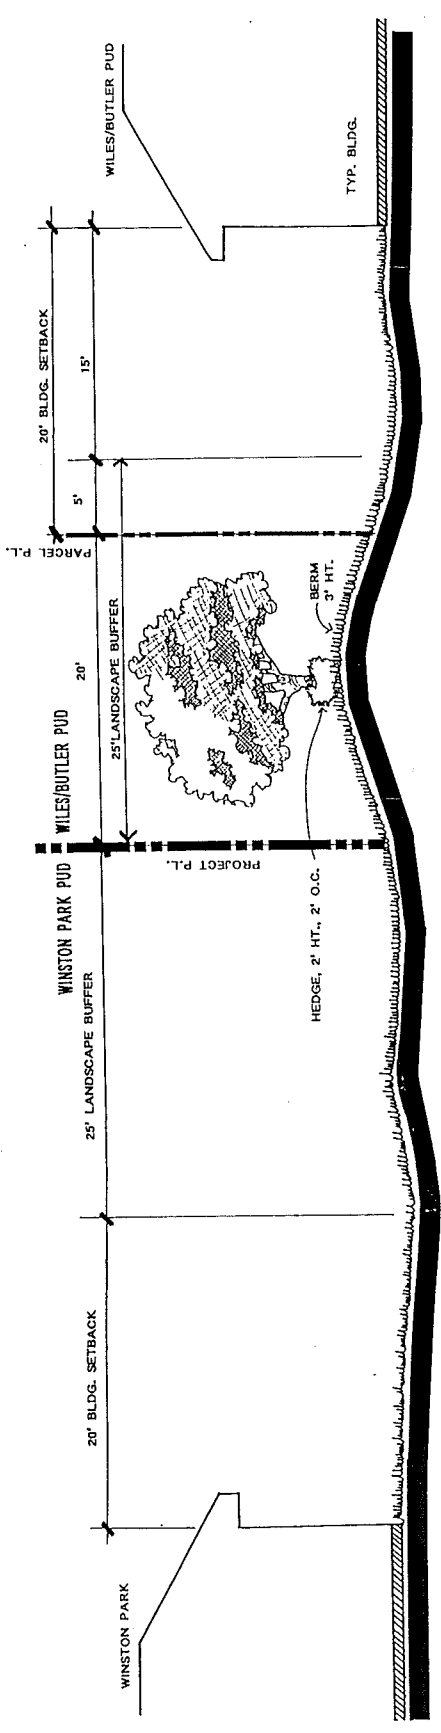 WINSTON PARK
20' BLDG. SETBACK
25' LANDSCAPE BUFFER
WINSTON PARK PUD
WILES/BUTLER PUD
PROJECT P.L.
20'
25' LANDSCAPE BUFFER
HEDGE, 2' HT., 2' O.C.
BERM
3' HT.
PARCEL P.L.
5'
15'
20' BLDG. SETBACK
WILES/BUTLER PUD
TYP. BLDG.